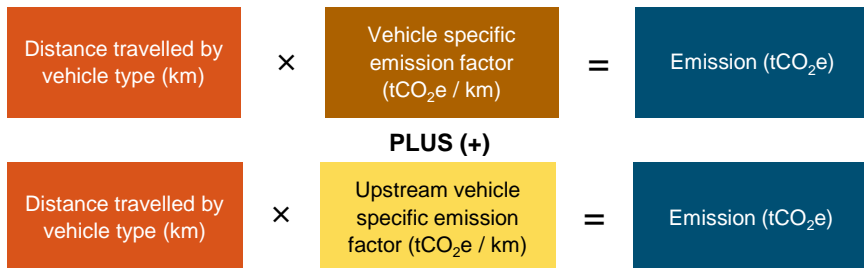 Distance travelled by
vehicle type (km)
×
Vehicle specific
emission factor
(tCO₂e / km)
=
Emission (tCO₂e)
PLUS (+)
Distance travelled by
vehicle type (km)
×
Upstream vehicle
specific emission
factor (tCO₂e / km)
=
Emission (tCO₂e)